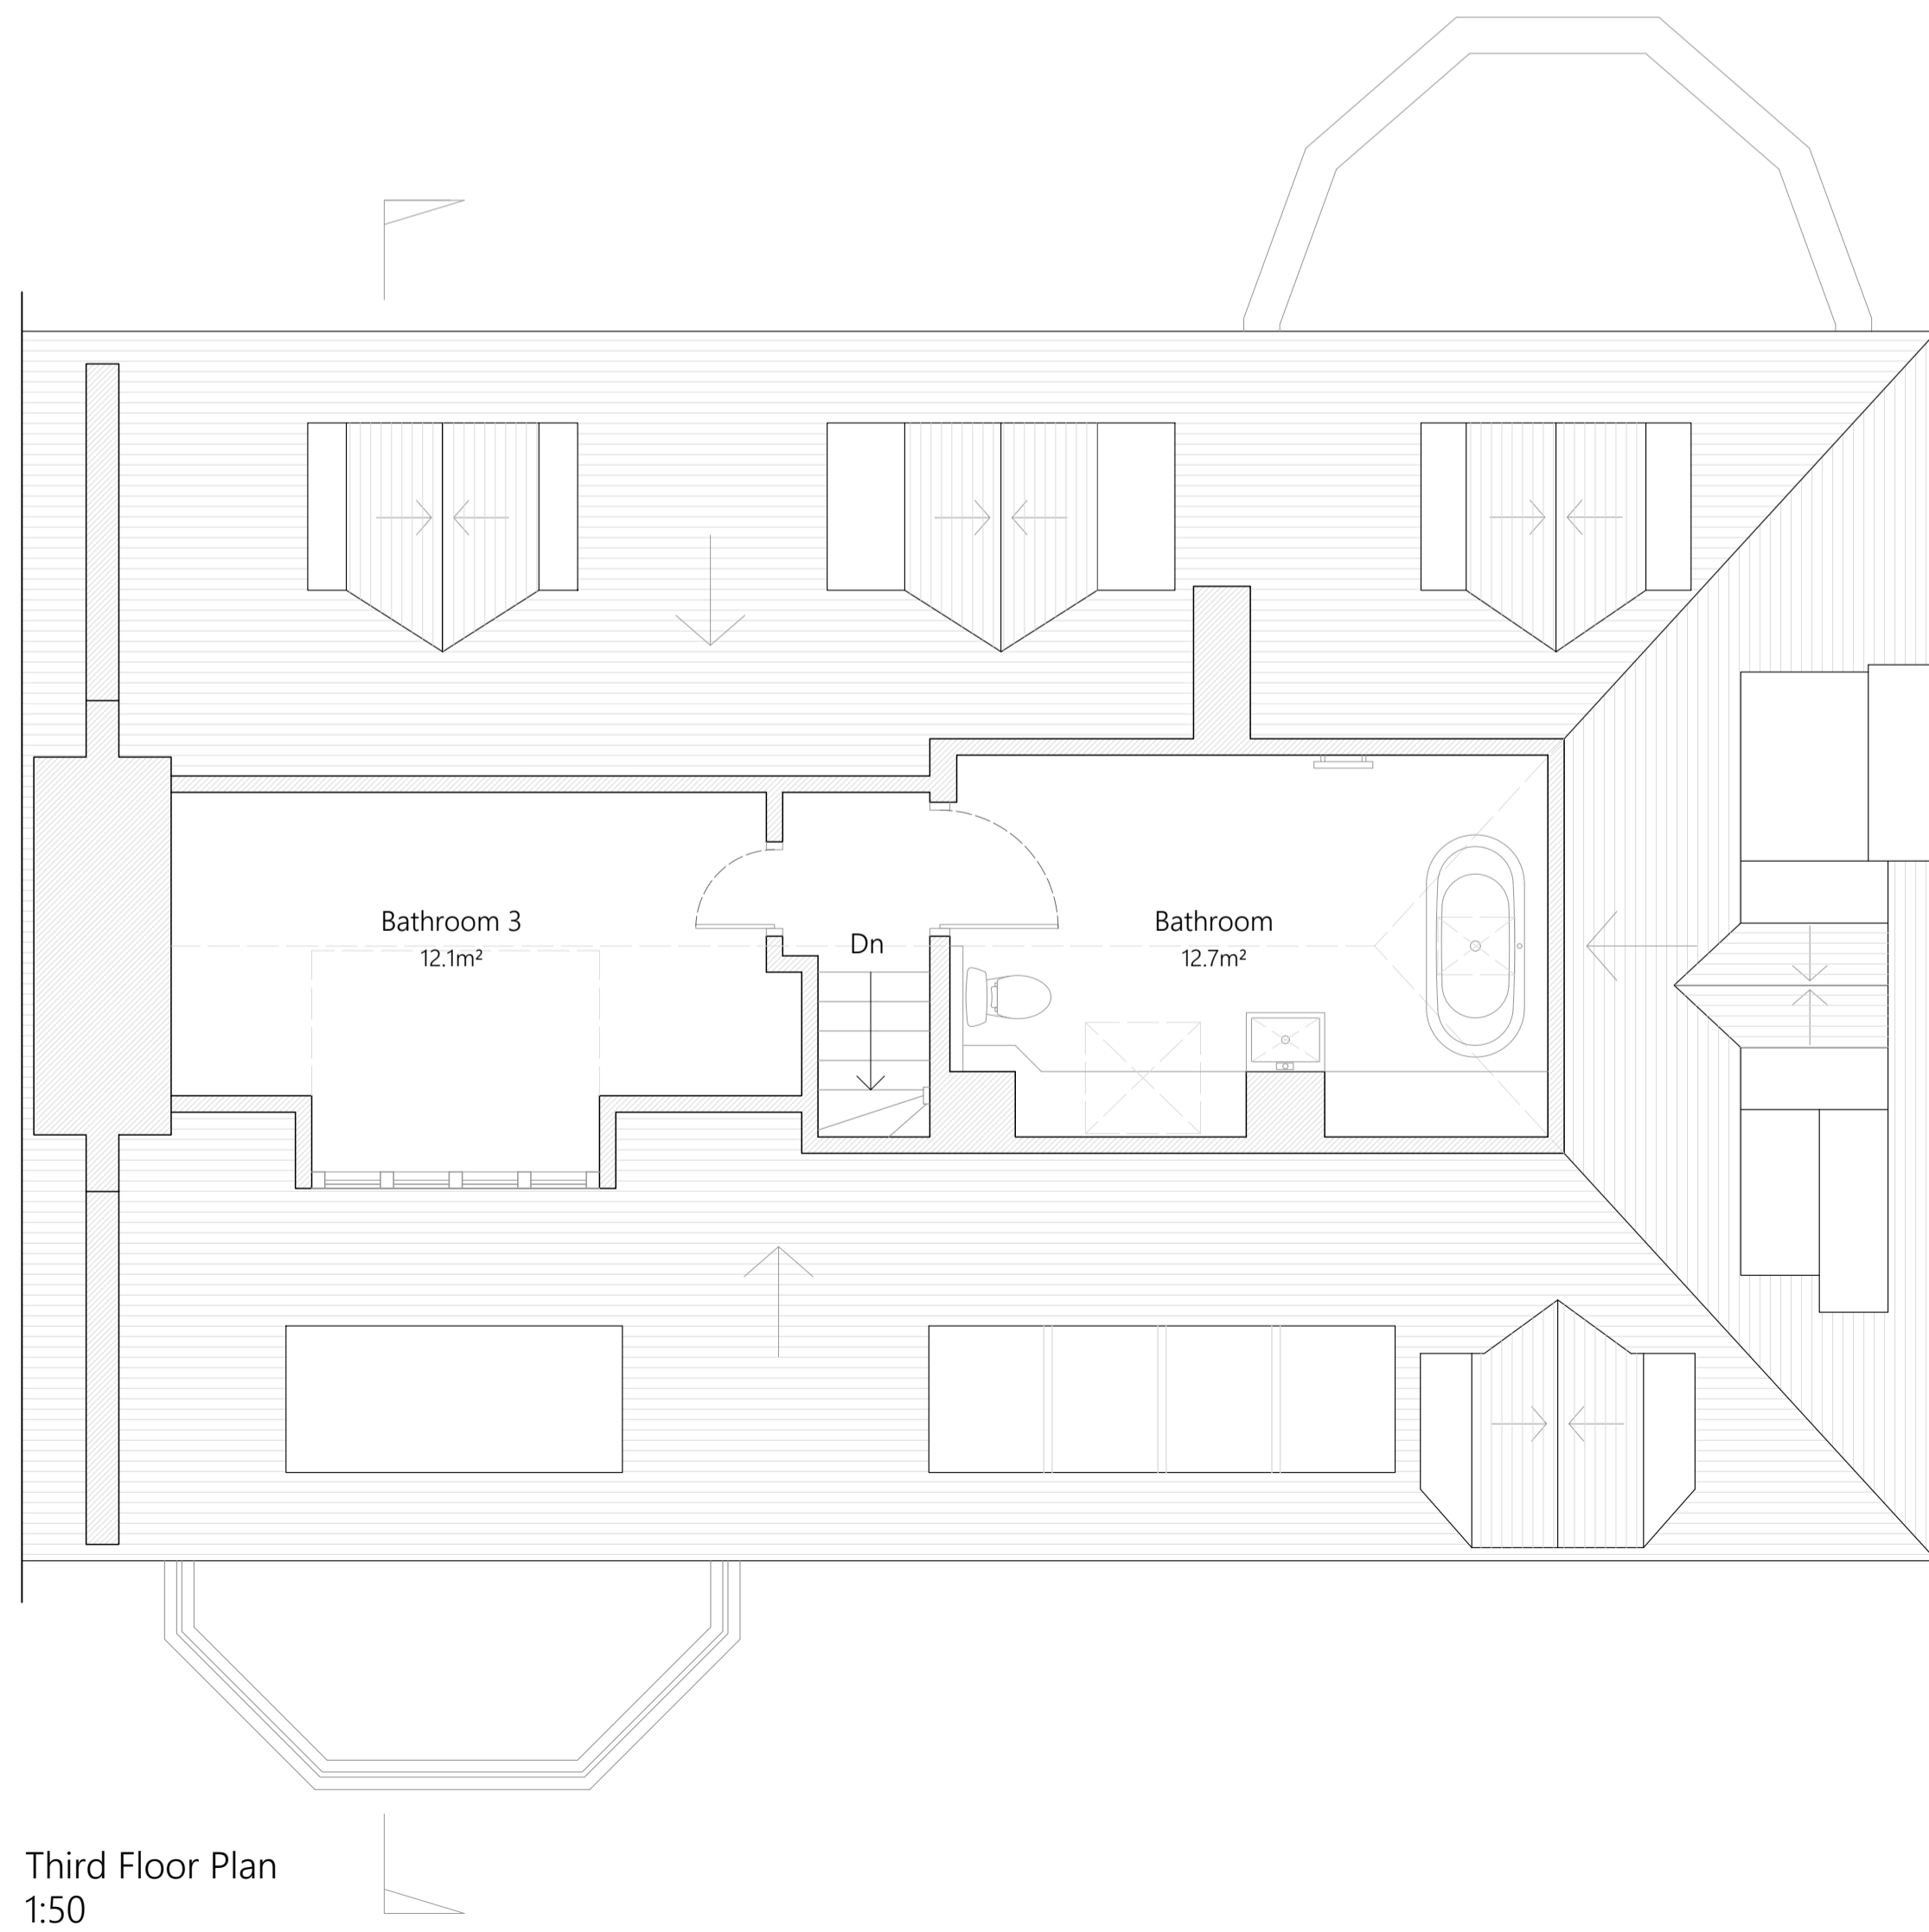 Bathroom 3
12.1m²
Dn
Bathroom
12.7m²
Third Floor Plan
1:50